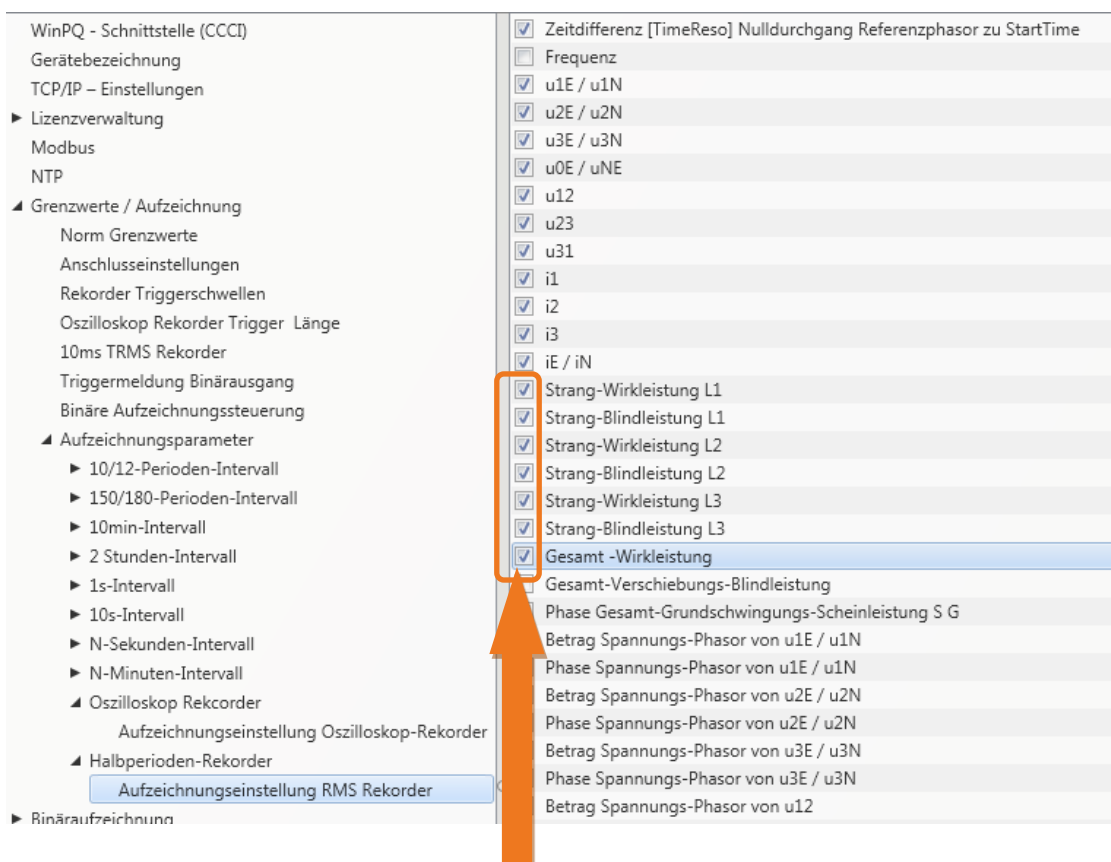 WinPQ - Schnittstelle (CCCI)
Gerätebezeichnung
TCP/IP – Einstellungen
Lizenzverwaltung
Modbus
NTP
Grenzwerte / Aufzeichnung
Norm Grenzwerte
Anschlusseinstellungen
Rekorder Triggerschwellen
Oszilloskop Rekorder Trigger Länge
10ms TRMS Rekorder
Triggermeldung Binärausgang
Binäre Aufzeichnungssteuerung
Aufzeichnungsparameter
10/12-Perioden-Intervall
150/180-Perioden-Intervall
10min-Intervall
2 Stunden-Intervall
1s-Intervall
10s-Intervall
N-Sekunden-Intervall
N-Minuten-Intervall
Oszilloskop Rekcorder
Aufzeichnungseinstellung Oszilloskop-Rekorder
Halbperioden-Rekorder
Aufzeichnungseinstellung RMS Rekorder
Binäraufzeichnung
Zeitdifferenz [TimeReso] Nulldurchgang Referenzphasor zu StartTime
Frequenz
u1E / u1N
u2E / u2N
u3E / u3N
u0E / uNE
u12
u23
u31
i1
i2
i3
iE / iN
Strang-Wirkleistung L1
Strang-Blindleistung L1
Strang-Wirkleistung L2
Strang-Blindleistung L2
Strang-Wirkleistung L3
Strang-Blindleistung L3
Gesamt -Wirkleistung
Gesamt-Verschiebungs-Blindleistung
Phase Gesamt-Grundschwingungs-Scheinleistung S G
Betrag Spannungs-Phasor von u1E / u1N
Phase Spannungs-Phasor von u1E / u1N
Betrag Spannungs-Phasor von u2E / u2N
Phase Spannungs-Phasor von u2E / u2N
Betrag Spannungs-Phasor von u3E / u3N
Phase Spannungs-Phasor von u3E / u3N
Betrag Spannungs-Phasor von u12